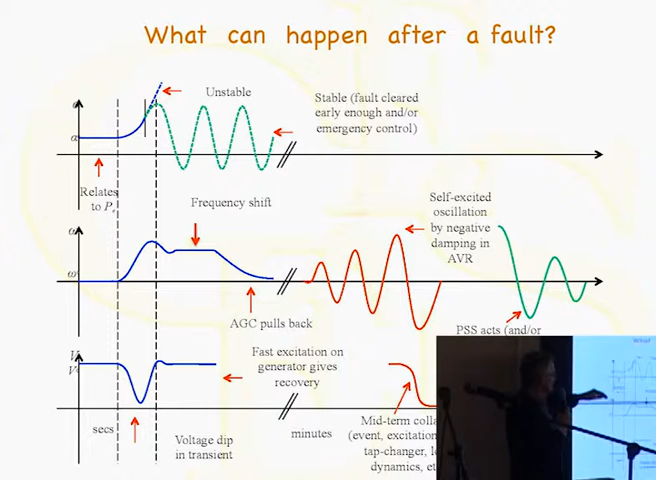 What can happen after a fault?
Unstable
Stable (fault cleared
early enough and/or
emergency control)
Relates
to Pe
Frequency shift
Self-excited
oscillation
by negative
damping in
AVR
AGC pulls back
PSS acts (and/or
Fast excitation on
generator gives
recovery
secs
Voltage dip
in transient
minutes
Mid-term
(event, excitation
tap-changer,
dynamics,